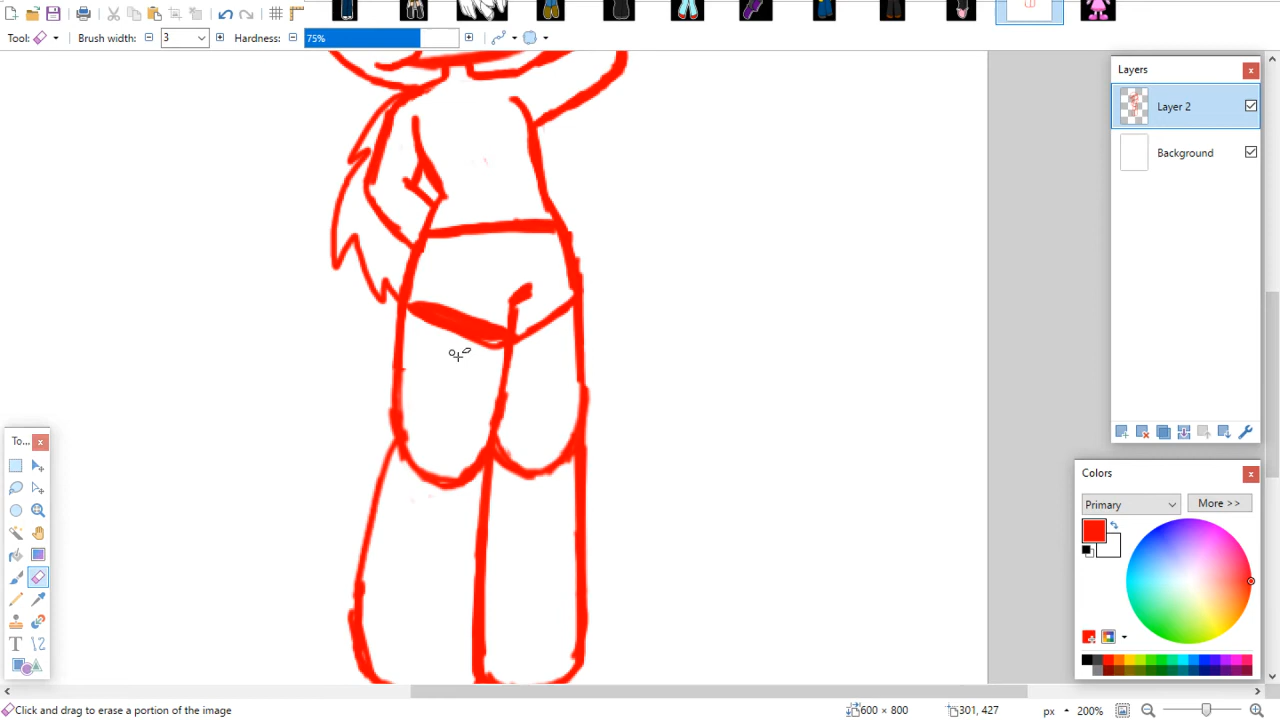 Tool:
Brush width: 3
Hardness: 75%
Layers
Layer 2
Background
To...
T
Colors
Primary
More >>
Click and drag to erase a portion of the image
600 × 800
301, 427
px
200%